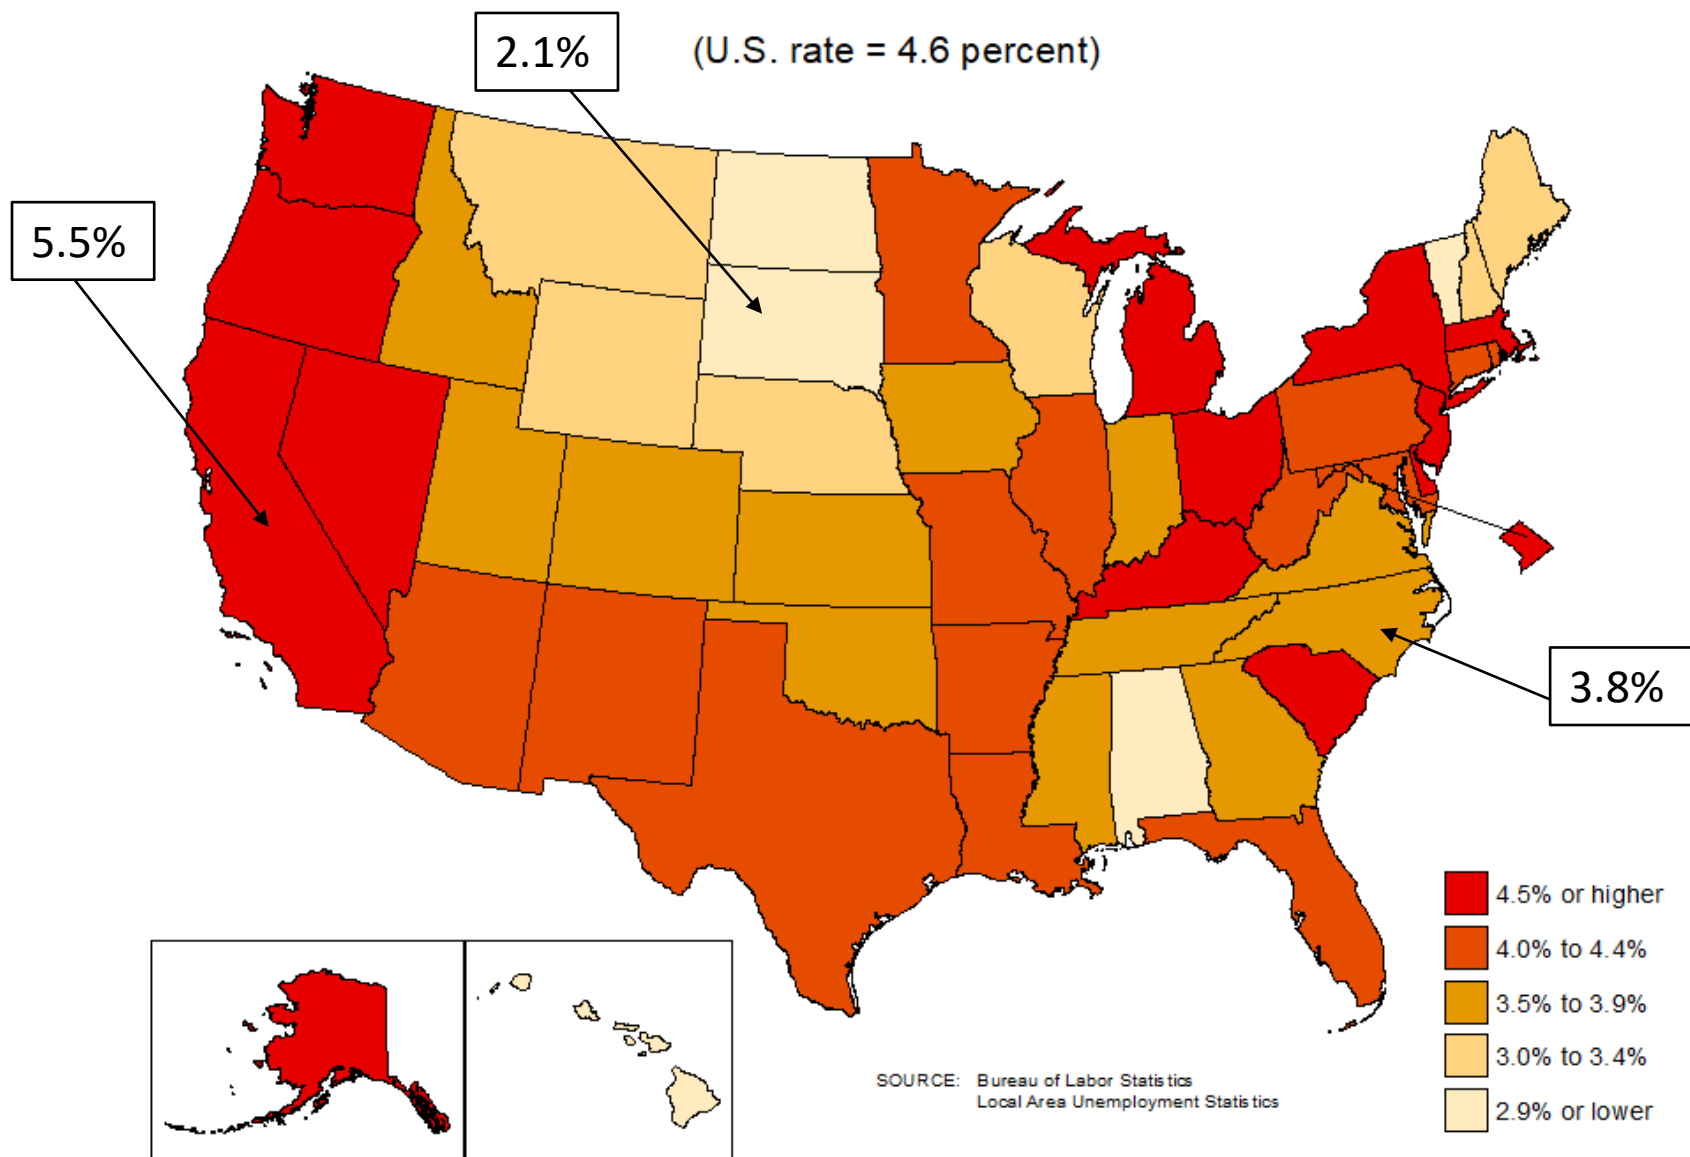 2.1%
(U.S. rate = 4.6 percent)
5.5%
3.8%
4.5% or higher
4.0% to 4.4%
3.5% to 3.9%
3.0% to 3.4%
2.9% or lower
SOURCE: Bureau of Labor Statistics
Local Area Unemployment Statistics